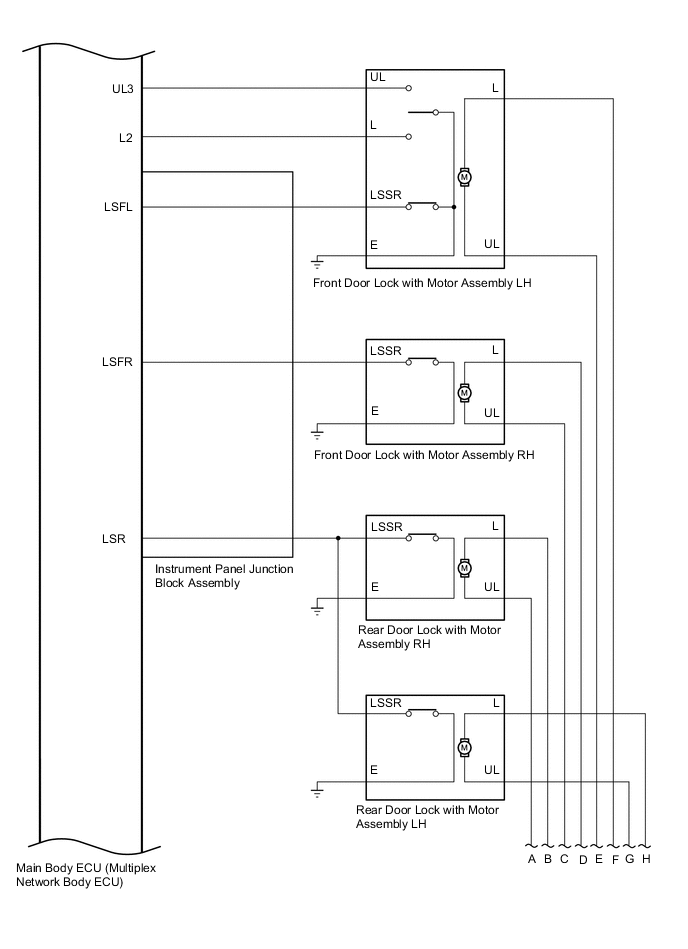 UL3
L2
LSFL
LSFR
LSR
Instrument Panel Junction
Block Assembly
Main Body ECU (Multiplex
Network Body ECU)
UL
L
L
LSSR
E
UL
M
Front Door Lock with Motor Assembly LH
LSSR
L
M
E
UL
Front Door Lock with Motor Assembly RH
LSSR
L
M
E
UL
Rear Door Lock with Motor
Assembly RH
LSSR
L
M
E
UL
Rear Door Lock with Motor
Assembly LH
A B C D E F G H